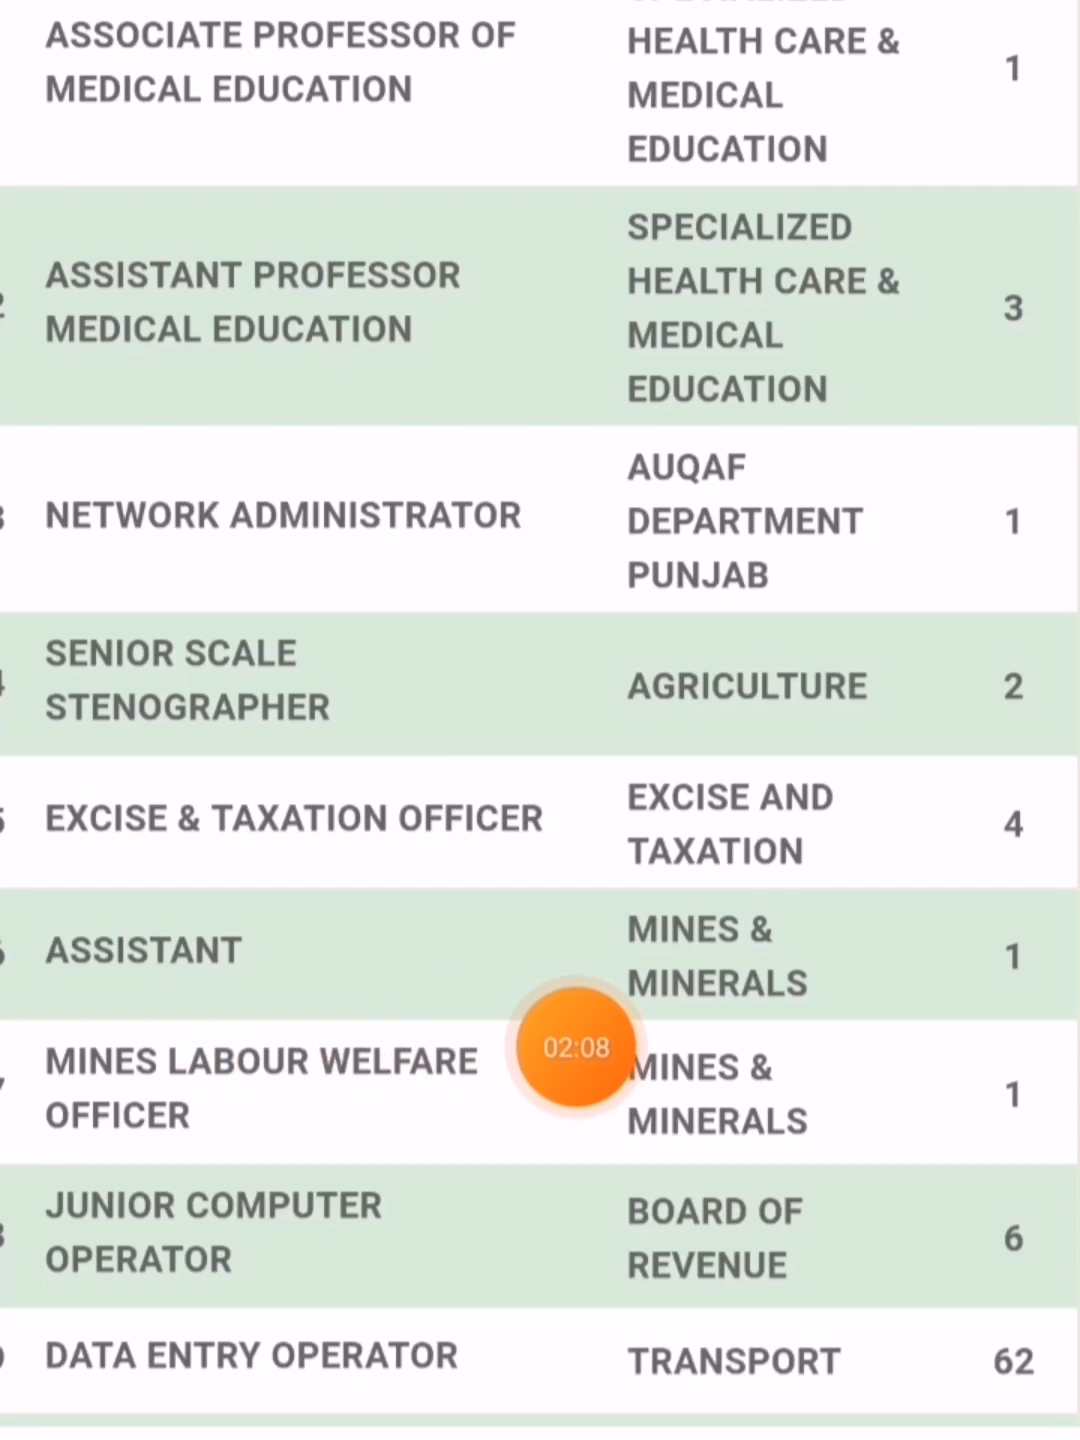 ASSOCIATE PROFESSOR OF
MEDICAL EDUCATION
HEALTH CARE &
MEDICAL
EDUCATION
1
ASSISTANT PROFESSOR
MEDICAL EDUCATION
SPECIALIZED
HEALTH CARE &
MEDICAL
EDUCATION
3
NETWORK ADMINISTRATOR
AUQAF
DEPARTMENT
PUNJAB
1
SENIOR SCALE
STENOGRAPHER
AGRICULTURE
2
EXCISE & TAXATION OFFICER
EXCISE AND
TAXATION
4
ASSISTANT
MINES &
MINERALS
1
02:08
MINES LABOUR WELFARE
OFFICER
MINES &
MINERALS
1
JUNIOR COMPUTER
OPERATOR
BOARD OF
REVENUE
6
DATA ENTRY OPERATOR
TRANSPORT
62